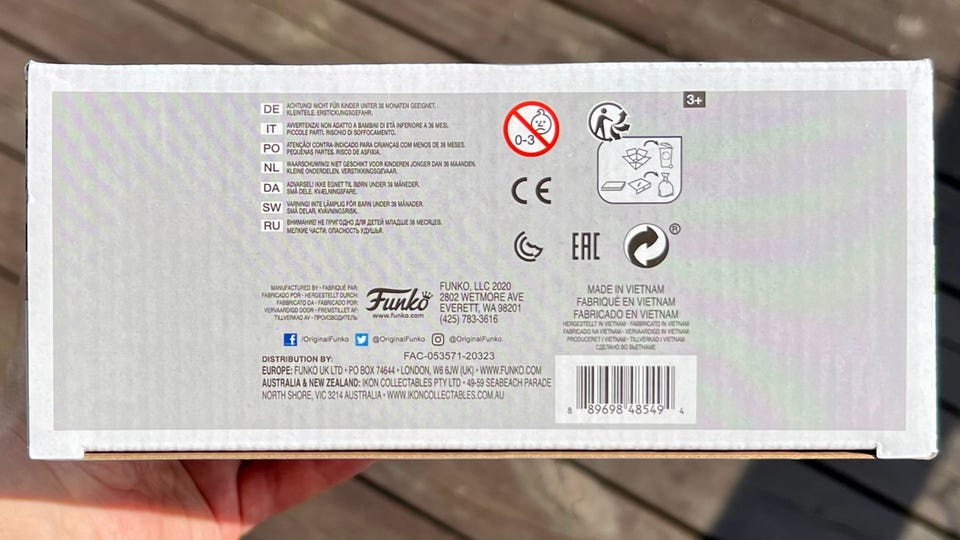 3+
DE ACHTUNG! NICHT FÜR KINDER UNTER 36 MONATEN GEEIGNET.
KLEINTEILE. ERSTICKUNGSGEFAHR.
IT AVVERTENZA! NON ADATTO A BAMBINI DI ETÀ INFERIORE A 36 MESI.
PICCOLE PARTI. RISCHIO DI SOFFOCAMENTO.
PO ATENÇÃO! CONTRA-INDICADO PARA CRIANÇAS COM MENOS DE 36 MESES.
PEQUENAS PARTES. RISCO DE ASFIXIA.
NL WAARSCHUWING! NIET GESCHIKT VOOR KINDEREN JONGER DAN 36 MAANDEN.
KLEINE ONDERDELEN. VERSTIKKINGSGEVAAR.
DA ADVARSEL! IKKE EGNET TIL BØRN UNDER 36 MÅNEDER.
SMÅ DELE. KVÆLNINGSFARE.
SW VARNING! INTE LÄMPLIG FÖR BARN UNDER 36 MÅNADER.
SMÅ DELAR. KVÄVNINGSRISK.
RU ВНИМАНИЕ! НЕ ПРИГОДНО ДЛЯ ДЕТЕЙ МЛАДШЕ 36 МЕСЯЦЕВ.
МЕЛКИЕ ЧАСТИ. ОПАСНОСТЬ УДУШЬЯ.
0-3
CE
EAC
®
MANUFACTURED BY • FABRIQUÉ PAR:
FABRICADO POR • HERGESTELLT DURCH:
FABBRICATO DA • FABRICADO POR:
VERVAARDIGD DOOR • FREMSTILLET AF:
TILLVERKAD AV • ПРОИЗВОДИТЕЛЬ:
Funko
www.funko.com
FUNKO, LLC 2020
2802 WETMORE AVE
EVERETT, WA 98201
(425) 783-3616
/OriginalFunko @OriginalFunko @OriginalFunko
FAC-053571-20323
DISTRIBUTION BY:
EUROPE: FUNKO UK LTD • PO BOX 74644 • LONDON, W6 6JW (UK) • WWW.FUNKO.COM
AUSTRALIA & NEW ZEALAND: IKON COLLECTABLES PTY LTD • 49-59 SEABEACH PARADE
NORTH SHORE, VIC 3214 AUSTRALIA • WWW.IKONCOLLECTABLES.COM.AU
MADE IN VIETNAM
FABRIQUÉ EN VIETNAM
FABRICADO EN VIETNAM
HERGESTELLT IN VIETNAM • FABBRICATO IN VIETNAM
FABRICADO NA VIETNAM • VERVAARDIGD IN VIETNAM
PRODUCERET I VIETNAM • TILLVERKAD I VIETNAM
СДЕЛАНО ВО ВЬЕТНАМЕ
8 89698 48549 4